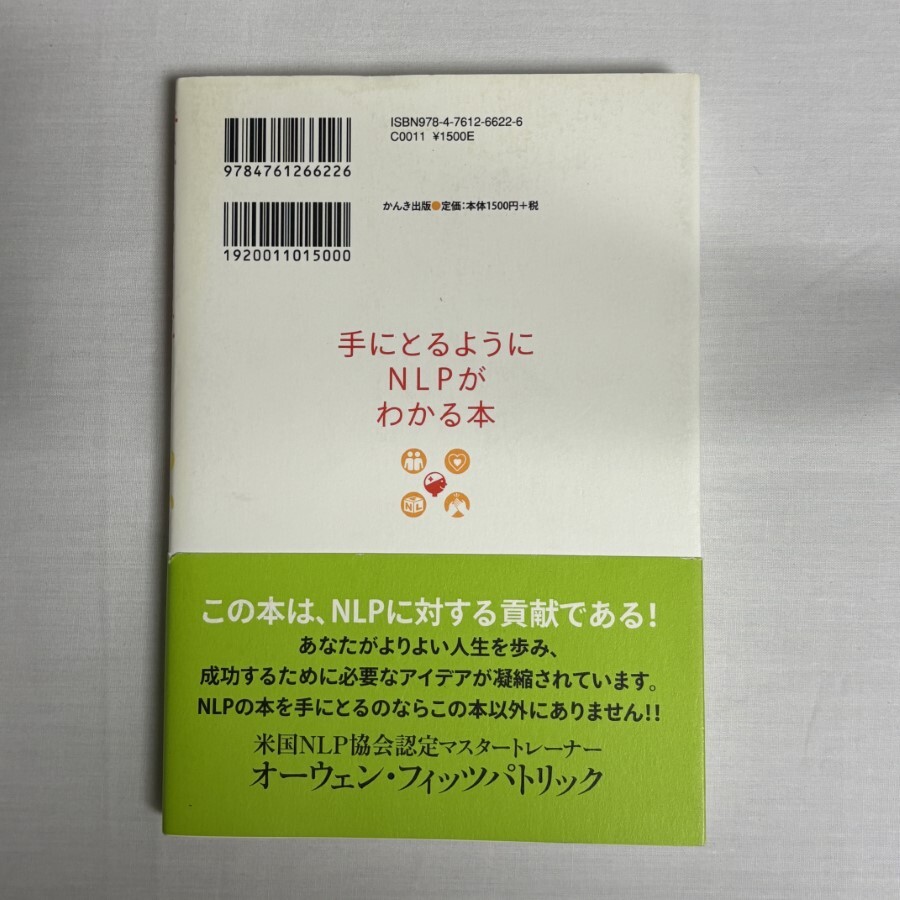 ISBN978-4-7612-6622-6
C0011 ¥1500E
9784761266226
かんき出版●定価:本体1500円+税
1920011015000
手にとるように
NLPが
わかる本
NL
この本は、NLPに対する貢献である!
あなたがよりよい人生を歩み、
成功するために必要なアイデアが凝縮されています。
NLPの本を手にとるのならこの本以外にありません!!
米国NLP協会認定マスタートレーナー
オーウェン・フィッツパトリック